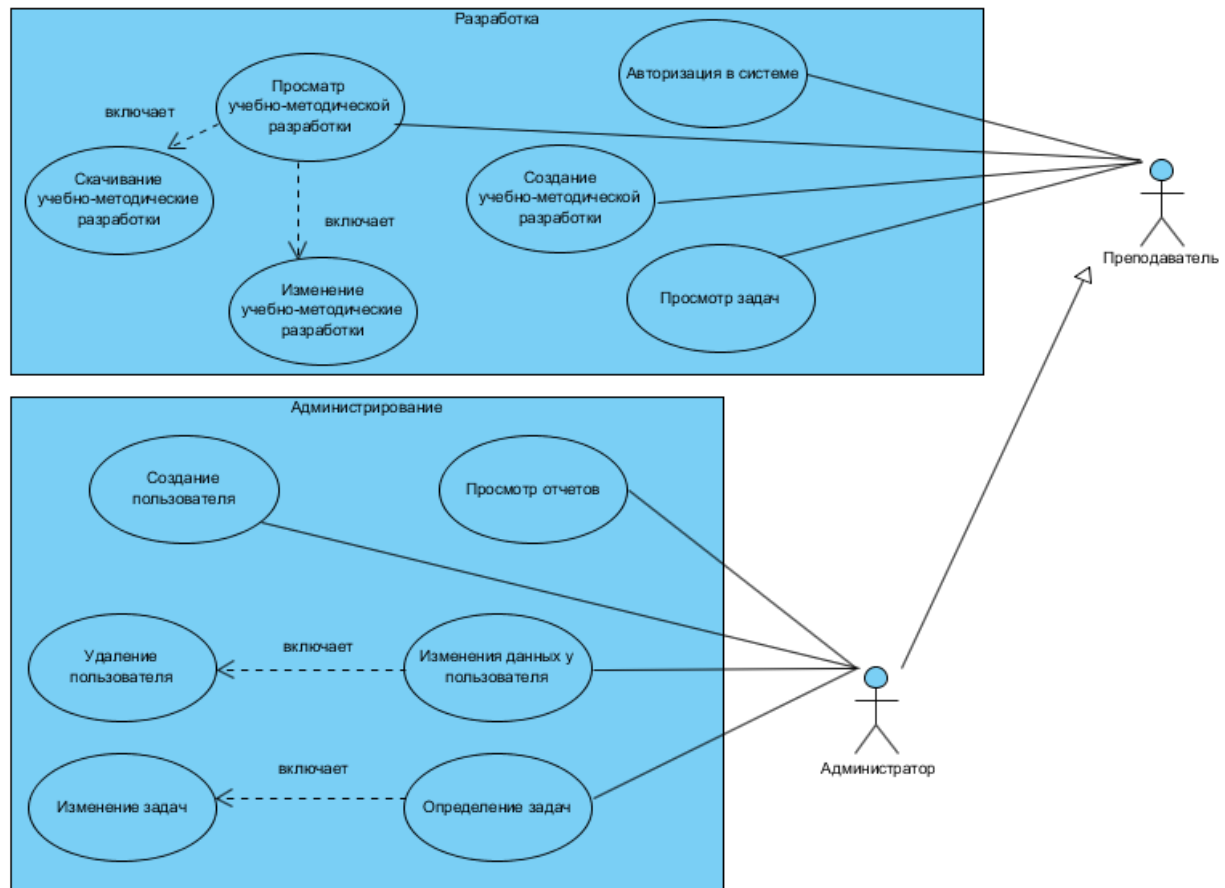 Разработка
Просматр
учебно-методической
разработки
Авторизация в системе
включает
Скачивание
учебно-методические
разработки
Создание
учебно-методической
разработки
включает
Преподаватель
Изменение
учебно-методические
разработки
Просмотр задач
Администрирование
Создание
пользователя
Просмотр отчетов
включает
Удаление
пользователя
Изменения данных у
пользователя
включает
Администратор
Изменение задач
Определение задач